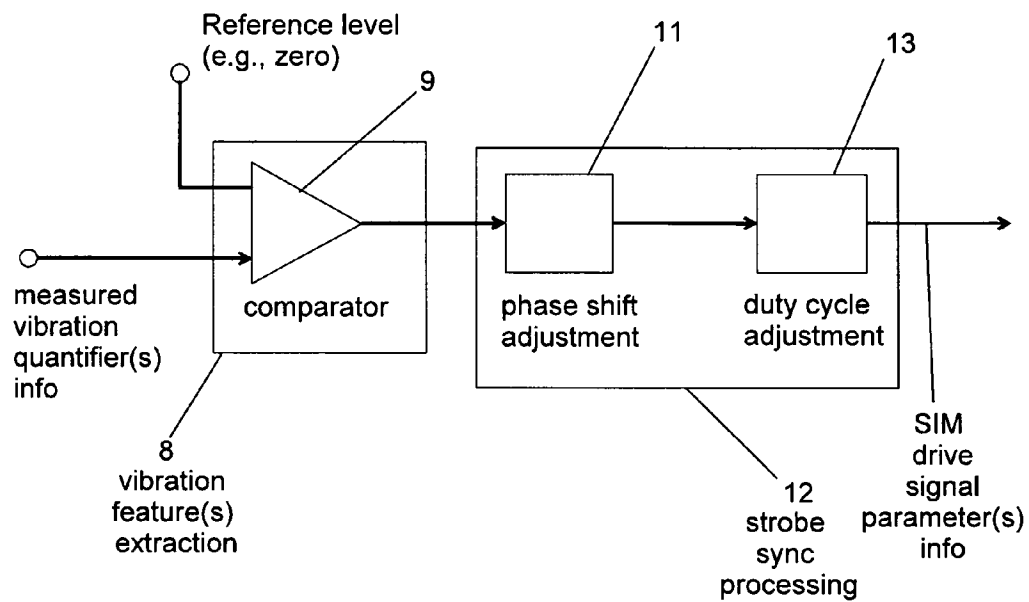 Reference level
(e.g., zero)
9
11
13
measured
vibration
quantifier(s)
info
comparator
phase shift
adjustment
duty cycle
adjustment
8
vibration
feature(s)
extraction
12
strobe
sync
processing
SIM
drive
signal
parameter(s)
info